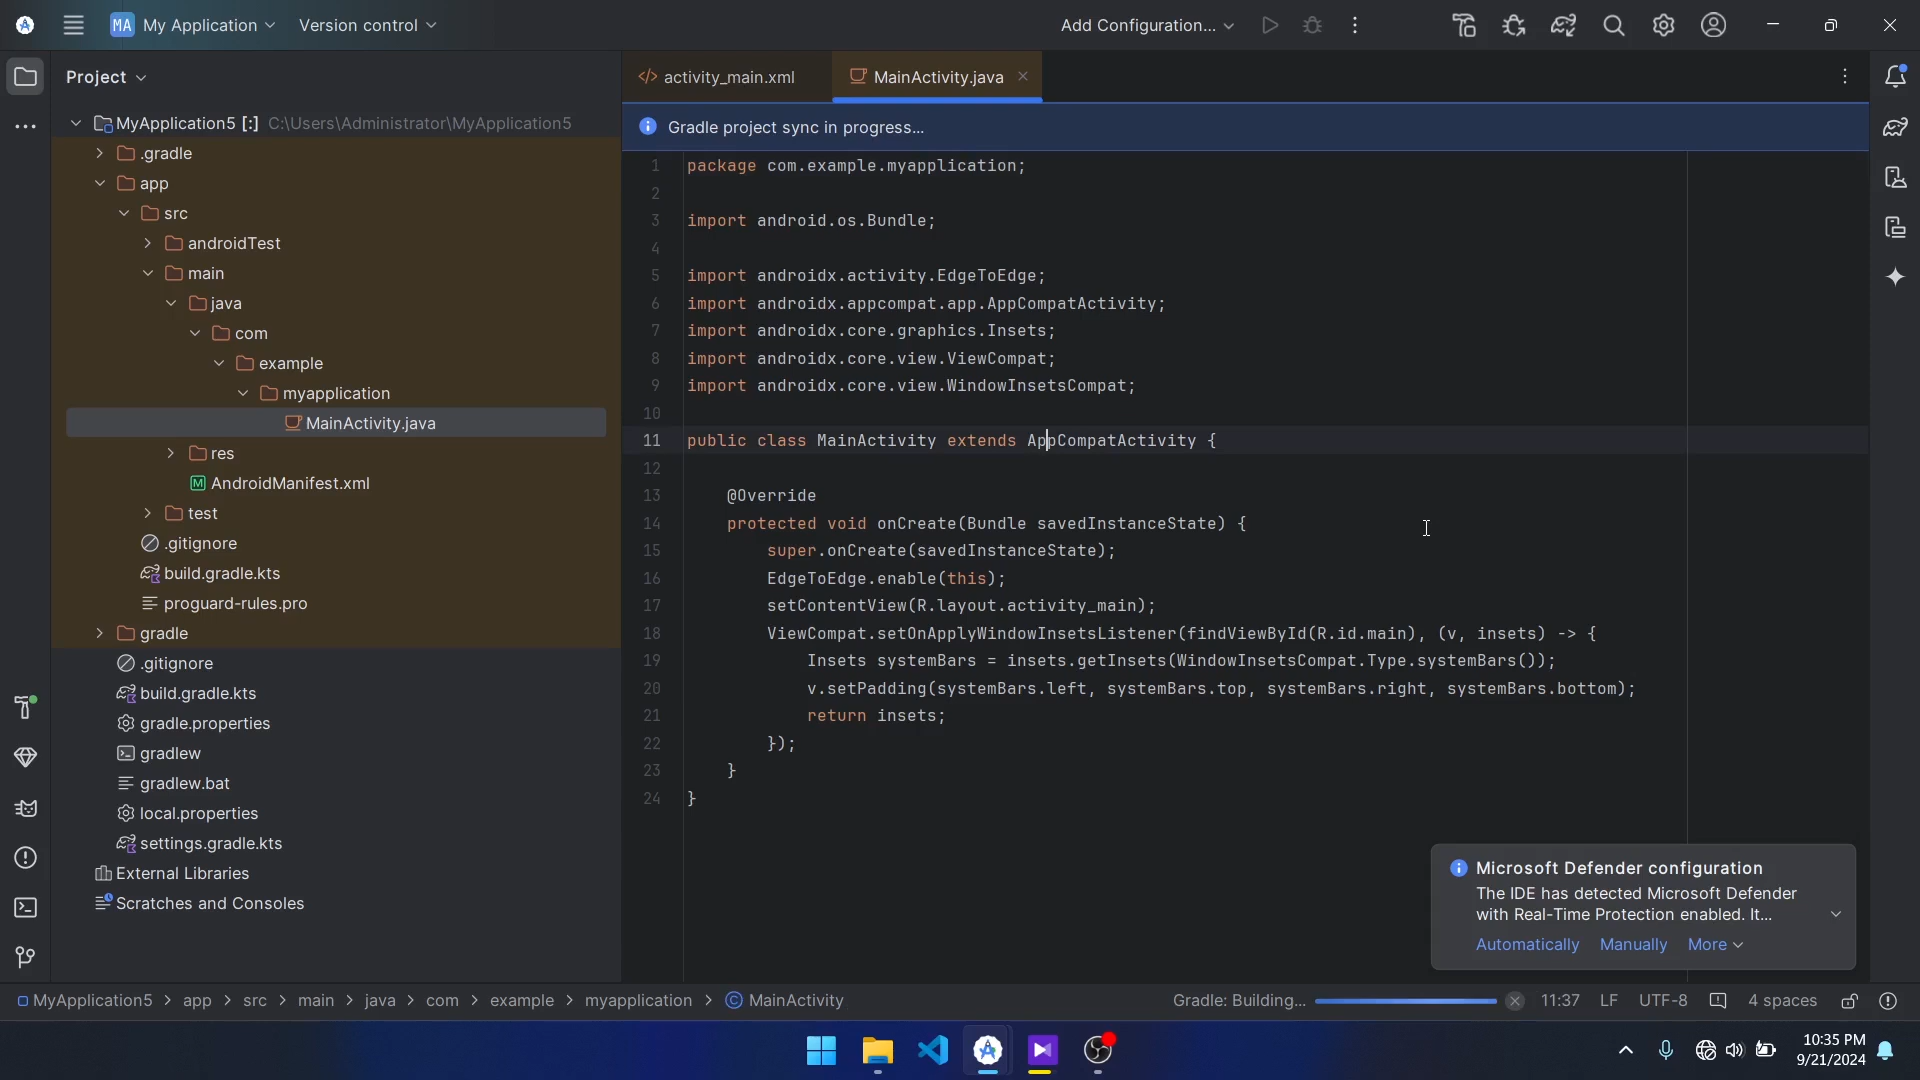 MA My Application
Version control
Add Configuration...
Project
activity_main.xml
MainActivity.java
Gradle project sync in progress...
MyApplication5 [:] C:\Users\Administrator\MyApplication5
.gradle
app
src
androidTest
main
java
com
example
myapplication
MainActivity.java
res
AndroidManifest.xml
test
.gitignore
build.gradle.kts
proguard-rules.pro
gradle
.gitignore
build.gradle.kts
gradle.properties
gradlew
gradlew.bat
local.properties
settings.gradle.kts
External Libraries
Scratches and Consoles
1 package com.example.myapplication;
2
3 import android.os.Bundle;
4
5 import androidx.activity.EdgeToEdge;
6 import androidx.appcompat.app.AppCompatActivity;
7 import androidx.core.graphics.Insets;
8 import androidx.core.view.ViewCompat;
9 import androidx.core.view.WindowInsetsCompat;
10
11 public class MainActivity extends AppCompatActivity {
12
13 @Override
14 protected void onCreate(Bundle savedInstanceState) {
15 super.onCreate(savedInstanceState);
16 EdgeToEdge.enable(this);
17 setContentView(R.layout.activity_main);
18 ViewCompat.setOnApplyWindowInsetsListener(findViewById(R.id.main), (v, insets) -> {
19 Insets systemBars = insets.getInsets(WindowInsetsCompat.Type.systemBars());
20 v.setPadding(systemBars.left, systemBars.top, systemBars.right, systemBars.bottom);
21 return insets;
22 });
23 }
24 }
Microsoft Defender configuration
The IDE has detected Microsoft Defender
with Real-Time Protection enabled. It...
Automatically Manually More
MyApplication5 > app > src > main > java > com > example > myapplication > MainActivity
Gradle: Building...
11:37 LF UTF-8 4 spaces
10:35 PM
9/21/2024